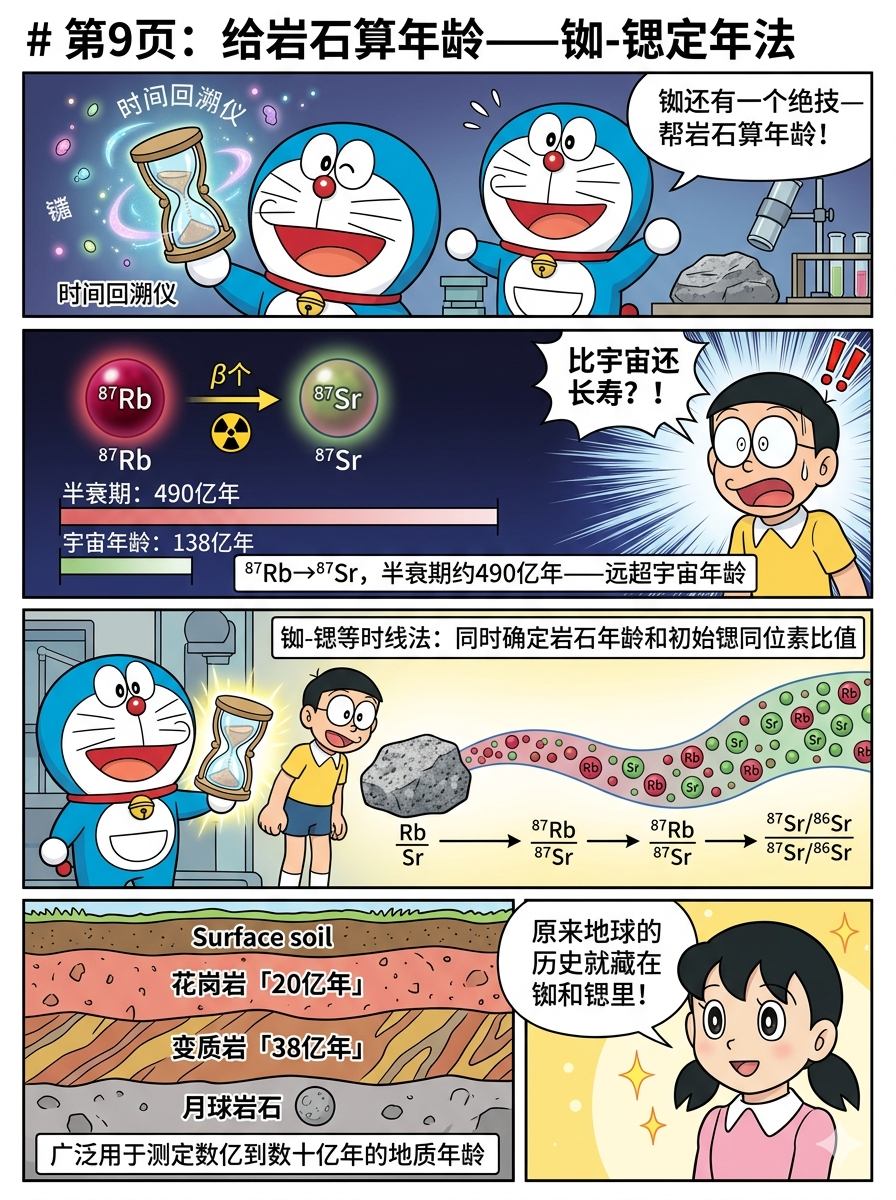 # 第9页：给岩石算年龄——铷-锶定年法
时间回溯仪
时间回溯仪
铷还有一个绝技—
帮岩石算年龄！
⁸⁷Rb
β个
⁸⁷Sr
⁸⁷Rb
⁸⁷Sr
半衰期：490亿年
宇宙年龄：138亿年
⁸⁷Rb→⁸⁷Sr，半衰期约490亿年——远超宇宙年龄
比宇宙还
长寿？！
!!
铷-锶等时线法：同时确定岩石年龄和初始锶同位素比值
Rb
Sr
Rb
Sr
Rb
Sr
Rb
Sr
Rb
Sr
Rb
Sr
Rb
Rb
Sr
⁸⁷Rb
⁸⁷Sr
⁸⁷Rb
⁸⁷Sr
⁸⁷Sr/⁸⁶Sr
⁸⁷Sr/⁸⁶Sr
Surface soil
花岗岩「20亿年」
变质岩「38亿年」
月球岩石
广泛用于测定数亿到数十亿年的地质年龄
原来地球的
历史就藏在
铷和锶里！